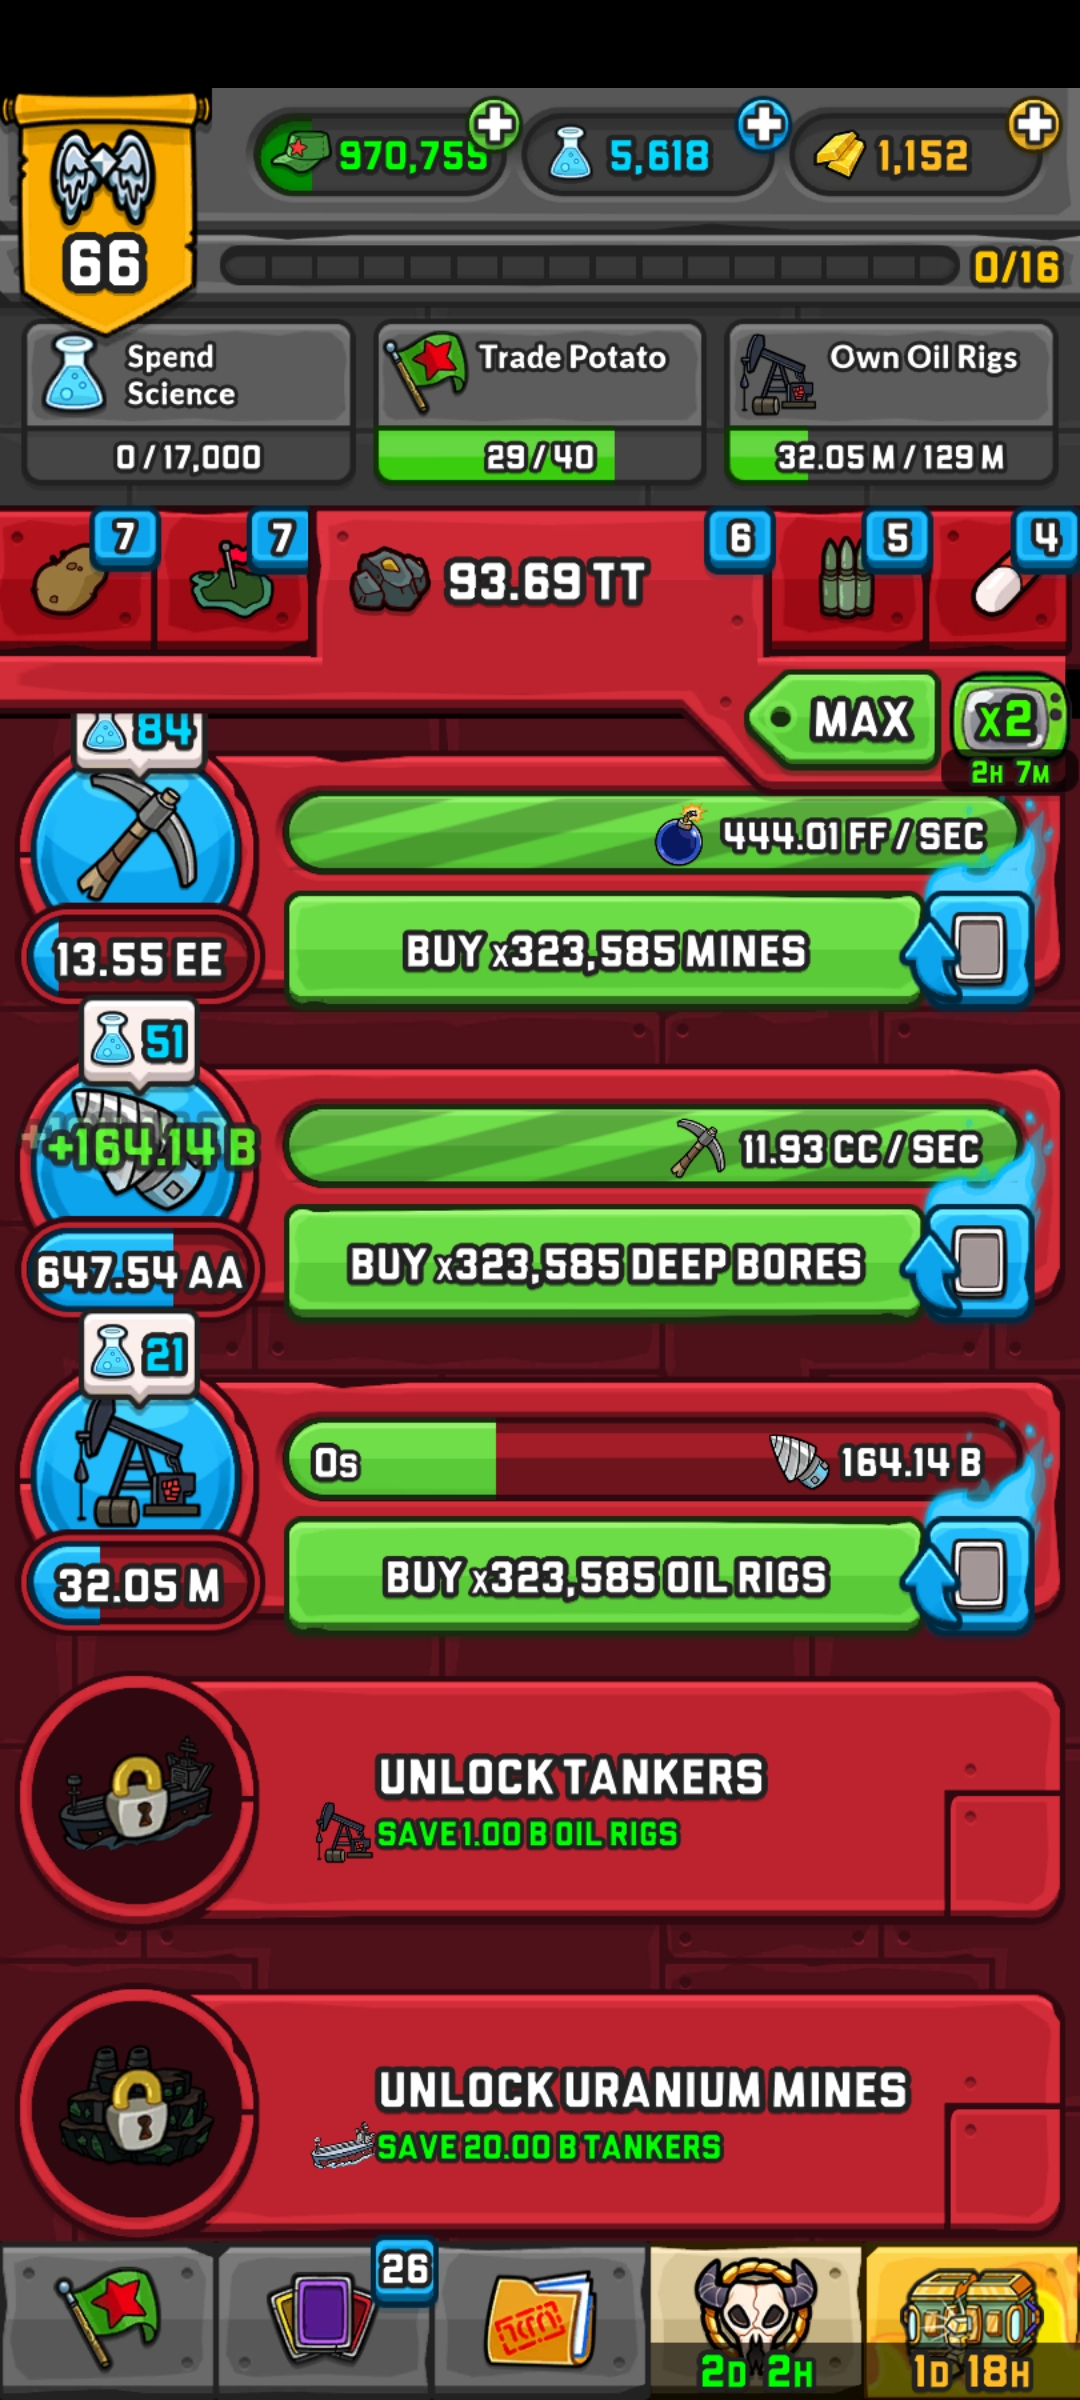 970,755
5,618
1,152
66
0/16
Spend
Science
0/17,000
Trade Potato
29/40
Own Oil Rigs
32.05 M/129 M
7
7
93.69 TT
6
5
4
MAX
x2
2H 7M
84
444.01 FF/SEC
BUY x323,585 MINES
13.55 EE
51
+164.14 B
11.93 CC/SEC
BUY x323,585 DEEP BORES
647.54 AA
21
0s
164.14 B
BUY x323,585 OIL RIGS
32.05 M
UNLOCK TANKERS
SAVE 1.00 B OIL RIGS
UNLOCK URANIUM MINES
SAVE 20.00 B TANKERS
26
2D 2H
1D 18H